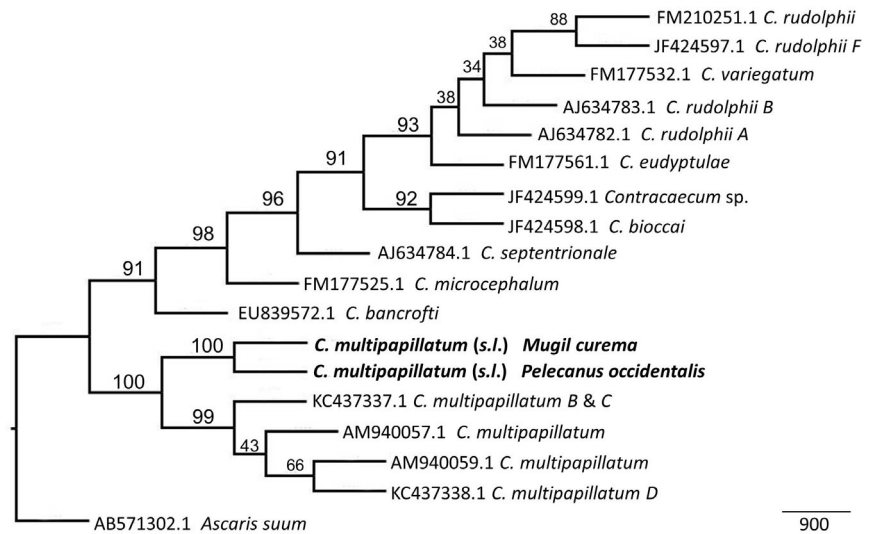 88
FM210251.1 C. rudolphii
JF424597.1 C. rudolphii F
38
FM177532.1 C. variegatum
34
AJ634783.1 C. rudolphii B
38
AJ634782.1 C. rudolphii A
93
FM177561.1 C. eudyptulae
91
JF424599.1 Contracaecum sp.
92
JF424598.1 C. bioccai
96
AJ634784.1 C. septentrionale
98
FM177525.1 C. microcephalum
91
EU839572.1 C. bancrofti
100
C. multipapillatum (s.l.) Mugil curema
C. multipapillatum (s.l.) Pelecanus occidentalis
100
KC437337.1 C. multipapillatum B & C
99
AM940057.1 C. multipapillatum
43
AM940059.1 C. multipapillatum
66
KC437338.1 C. multipapillatum D
AB571302.1 Ascaris suum
900